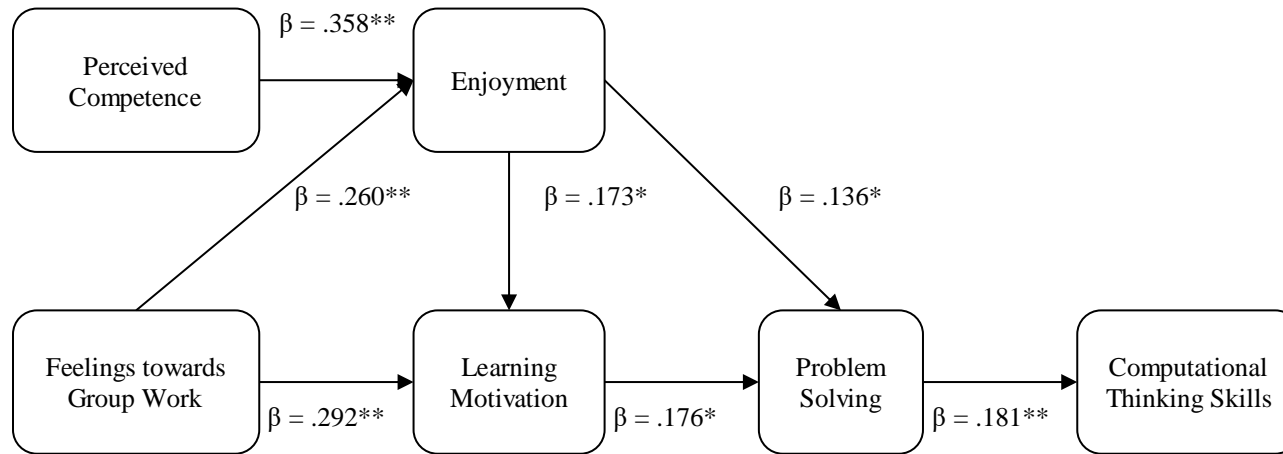 β = .358**
Perceived
Competence
Enjoyment
β = .260**
β = .173*
β = .136*
Feelings towards
Group Work
Learning
Motivation
Problem
Solving
Computational
Thinking Skills
β = .292**
β = .176*
β = .181**